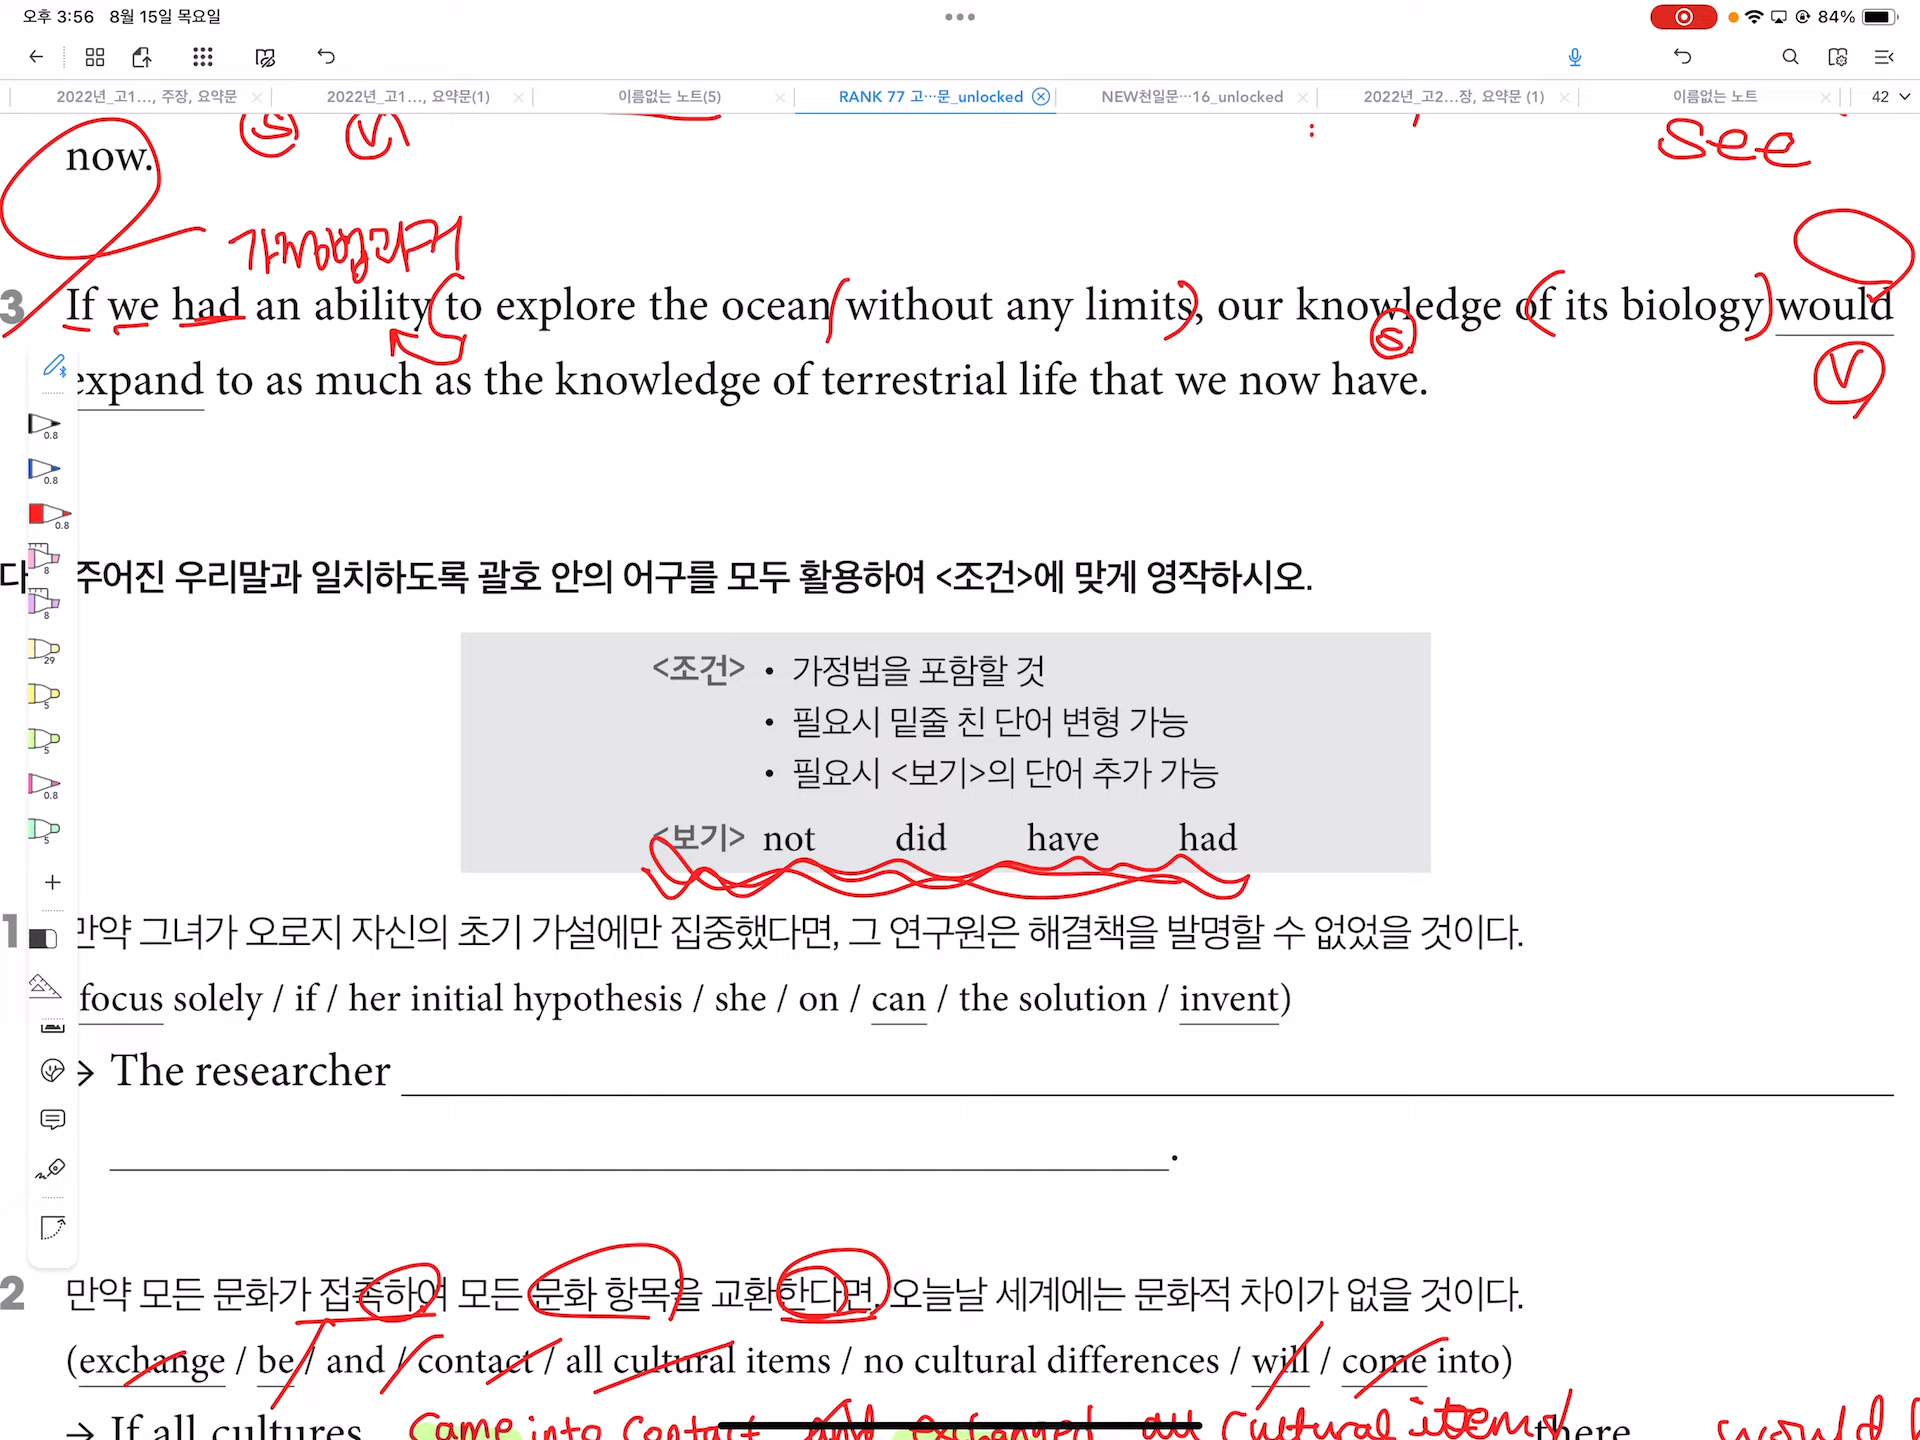 오후 3:56 8월 15일 목요일
84%
2022년_고1..., 주장, 요약문 2022년_고1..., 요약문(1) 이름없는 노트(5) RANK 77 고…문_unlocked NEW천일문…16_unlocked 2022년_고2...장, 요약문 (1) 이름없는 노트 42
S V see
now.
가정법과거
3 If we had an ability to explore the ocean without any limits, our knowledge of its biology would
S V
expand to as much as the knowledge of terrestrial life that we now have.
0.8
0.8
0.8
8
8
29
5
5
0.8
5
다 주어진 우리말과 일치하도록 괄호 안의 어구를 모두 활용하여 <조건>에 맞게 영작하시오.
<조건> • 가정법을 포함할 것
• 필요시 밑줄 친 단어 변형 가능
• 필요시 <보기>의 단어 추가 가능
<보기> not did have had
1 만약 그녀가 오로지 자신의 초기 가설에만 집중했다면, 그 연구원은 해결책을 발명할 수 없었을 것이다.
focus solely / if / her initial hypothesis / she / on / can / the solution / invent)
→ The researcher
.
2 만약 모든 문화가 접촉하여 모든 문화 항목을 교환한다면, 오늘날 세계에는 문화적 차이가 없을 것이다.
(exchange / be / and / contact / all cultural items / no cultural differences / will / come into)
→ If all cultures came into contact and exchanged all cultural items there would